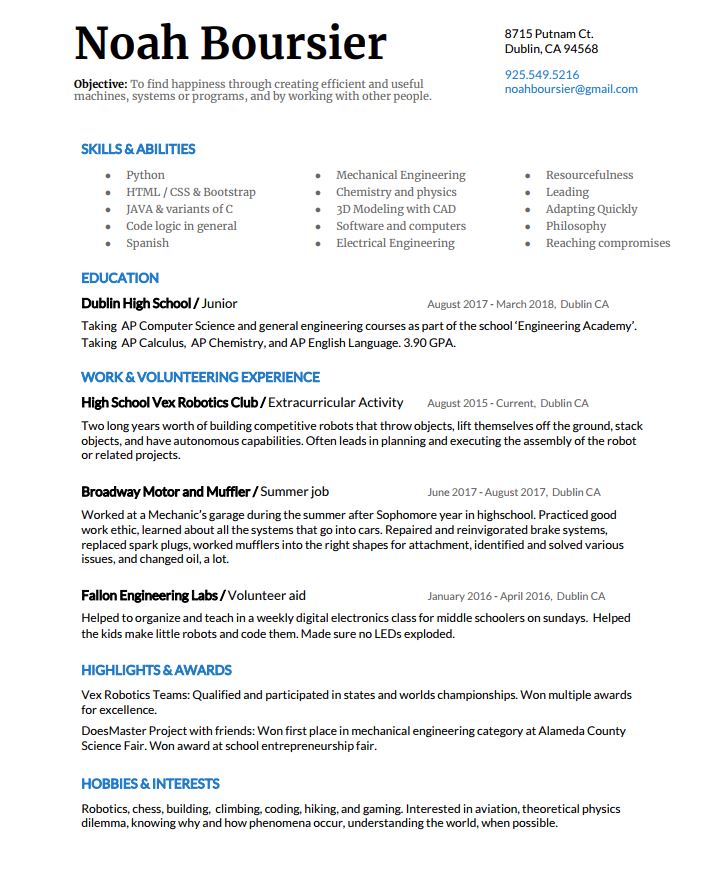 Noah Boursier
8715 Putnam Ct.
Dublin, CA 94568
925.549.5216
noahboursier@gmail.com
Objective: To find happiness through creating efficient and useful
machines, systems or programs, and by working with other people.
SKILLS & ABILITIES
● Python
● HTML / CSS & Bootstrap
● JAVA & variants of C
● Code logic in general
● Spanish
● Mechanical Engineering
● Chemistry and physics
● 3D Modeling with CAD
● Software and computers
● Electrical Engineering
● Resourcefulness
● Leading
● Adapting Quickly
● Philosophy
● Reaching compromises
EDUCATION
Dublin High School / Junior August 2017 - March 2018, Dublin CA
Taking AP Computer Science and general engineering courses as part of the school ‘Engineering Academy’.
Taking AP Calculus, AP Chemistry, and AP English Language. 3.90 GPA.
WORK & VOLUNTEERING EXPERIENCE
High School Vex Robotics Club / Extracurricular Activity August 2015 - Current, Dublin CA
Two long years worth of building competitive robots that throw objects, lift themselves off the ground, stack
objects, and have autonomous capabilities. Often leads in planning and executing the assembly of the robot
or related projects.
Broadway Motor and Muffler / Summer job June 2017 - August 2017, Dublin CA
Worked at a Mechanic’s garage during the summer after Sophomore year in highschool. Practiced good
work ethic, learned about all the systems that go into cars. Repaired and reinvigorated brake systems,
replaced spark plugs, worked mufflers into the right shapes for attachment, identified and solved various
issues, and changed oil, a lot.
Fallon Engineering Labs / Volunteer aid January 2016 - April 2016, Dublin CA
Helped to organize and teach in a weekly digital electronics class for middle schoolers on sundays. Helped
the kids make little robots and code them. Made sure no LEDs exploded.
HIGHLIGHTS & AWARDS
Vex Robotics Teams: Qualified and participated in states and worlds championships. Won multiple awards
for excellence.
DoesMaster Project with friends: Won first place in mechanical engineering category at Alameda County
Science Fair. Won award at school entrepreneurship fair.
HOBBIES & INTERESTS
Robotics, chess, building, climbing, coding, hiking, and gaming. Interested in aviation, theoretical physics
dilemma, knowing why and how phenomena occur, understanding the world, when possible.